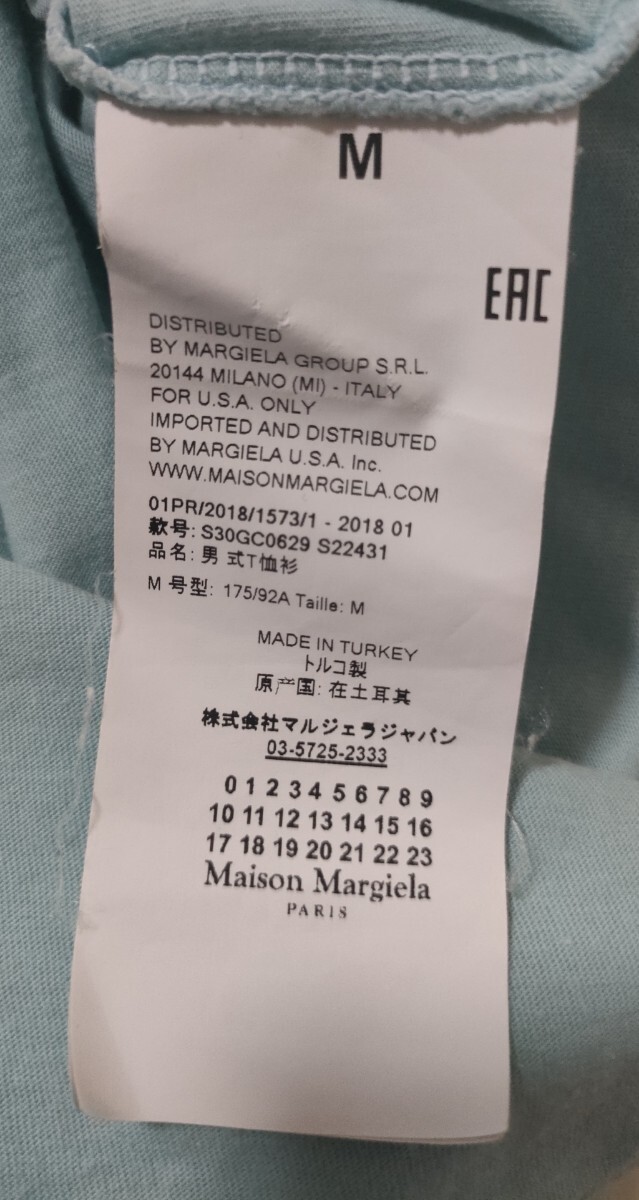 M
EAC
DISTRIBUTED
BY MARGIELA GROUP S.R.L.
20144 MILANO (MI) - ITALY
FOR U.S.A. ONLY
IMPORTED AND DISTRIBUTED
BY MARGIELA U.S.A. Inc.
WWW.MAISONMARGIELA.COM
01PR/2018/1573/1 - 2018 01
款号: S30GC0629 S22431
品名: 男 式T恤衫
M 号型: 175/92A Taille: M
MADE IN TURKEY
トルコ製
原产国: 在土耳其
株式会社マルジェラジャパン
03-5725-2333
0 1 2 3 4 5 6 7 8 9
10 11 12 13 14 15 16
17 18 19 20 21 22 23
Maison Margiela
PARIS